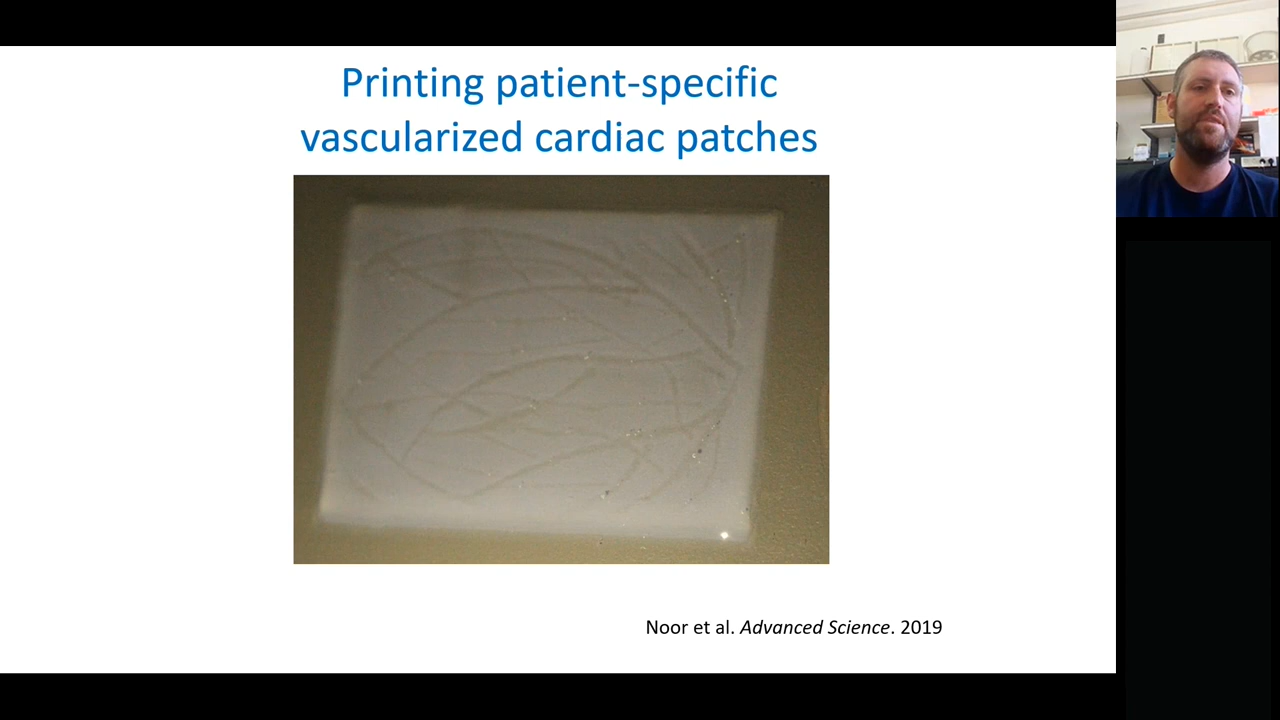 Printing patient-specific
vascularized cardiac patches
Noor et al. Advanced Science. 2019